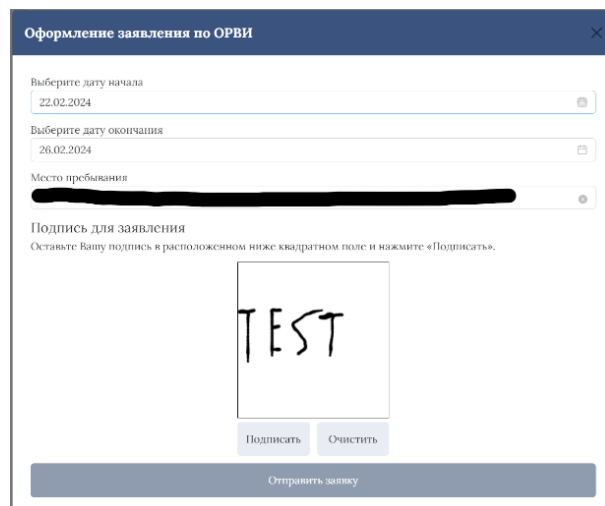 Оформление заявления по ОРВИ
Выберите дату начала
22.02.2024
Выберите дату окончания
26.02.2024
Место пребывания
Подпись для заявления
Оставьте Вашу подпись в расположенном ниже квадратном поле и нажмите «Подписать».
TEST
Подписать Очистить
Отправить заявку